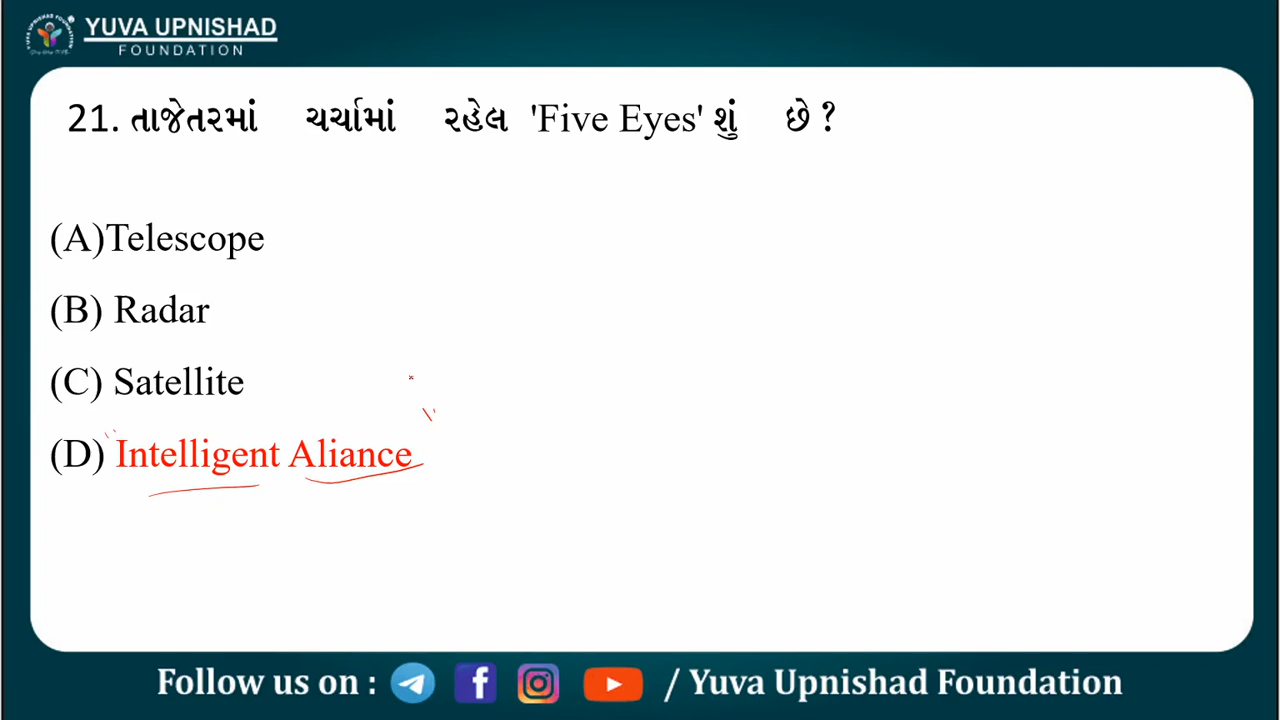 YUVA UPNISHAD
FOUNDATION
21. તાજેતરમાં ચર્ચામાં રહેલ 'Five Eyes' શું છે ?
(A)Telescope
(B) Radar
(C) Satellite
(D) Intelligent Aliance
Follow us on : / Yuva Upnishad Foundation